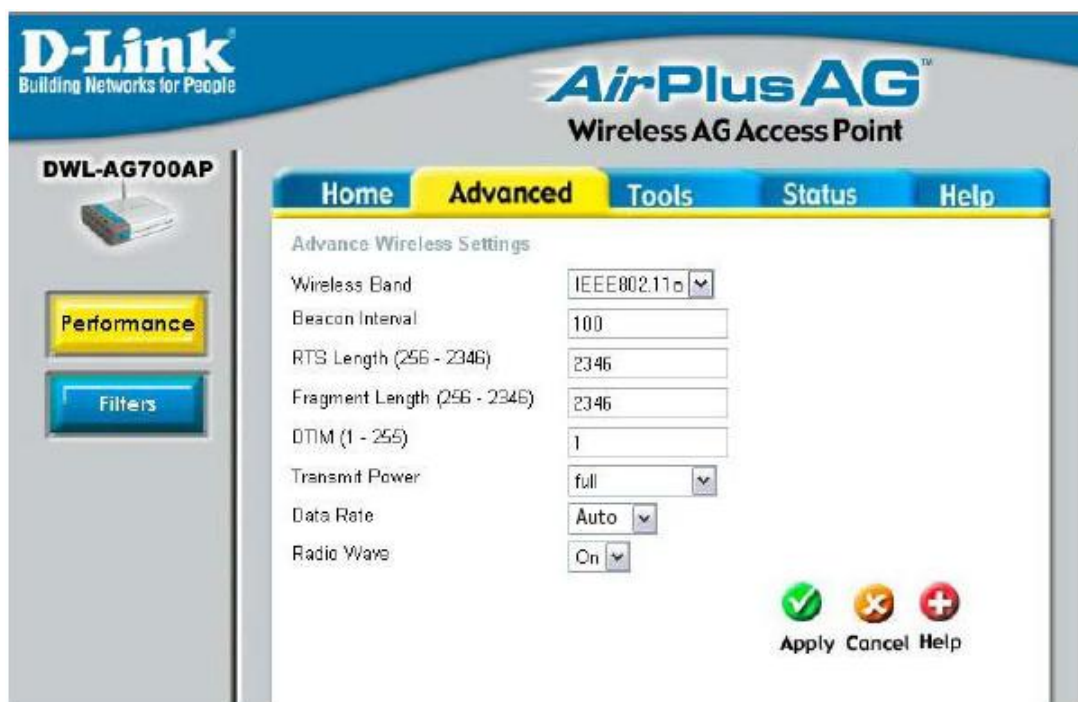 D-Link
Building Networks for People
AirPlus AG™
Wireless AG Access Point
DWL-AG700AP
Home Advanced Tools Status Help
Performance
Filters
Advance Wireless Settings
Wireless Band IEEE802.11a
Beacon Interval 100
RTS Length (256 - 2346) 2346
Fragment Length (256 - 2346) 2346
DTIM (1 - 255) 1
Transmit Power full
Data Rate Auto
Radio Wave On
Apply Cancel Help